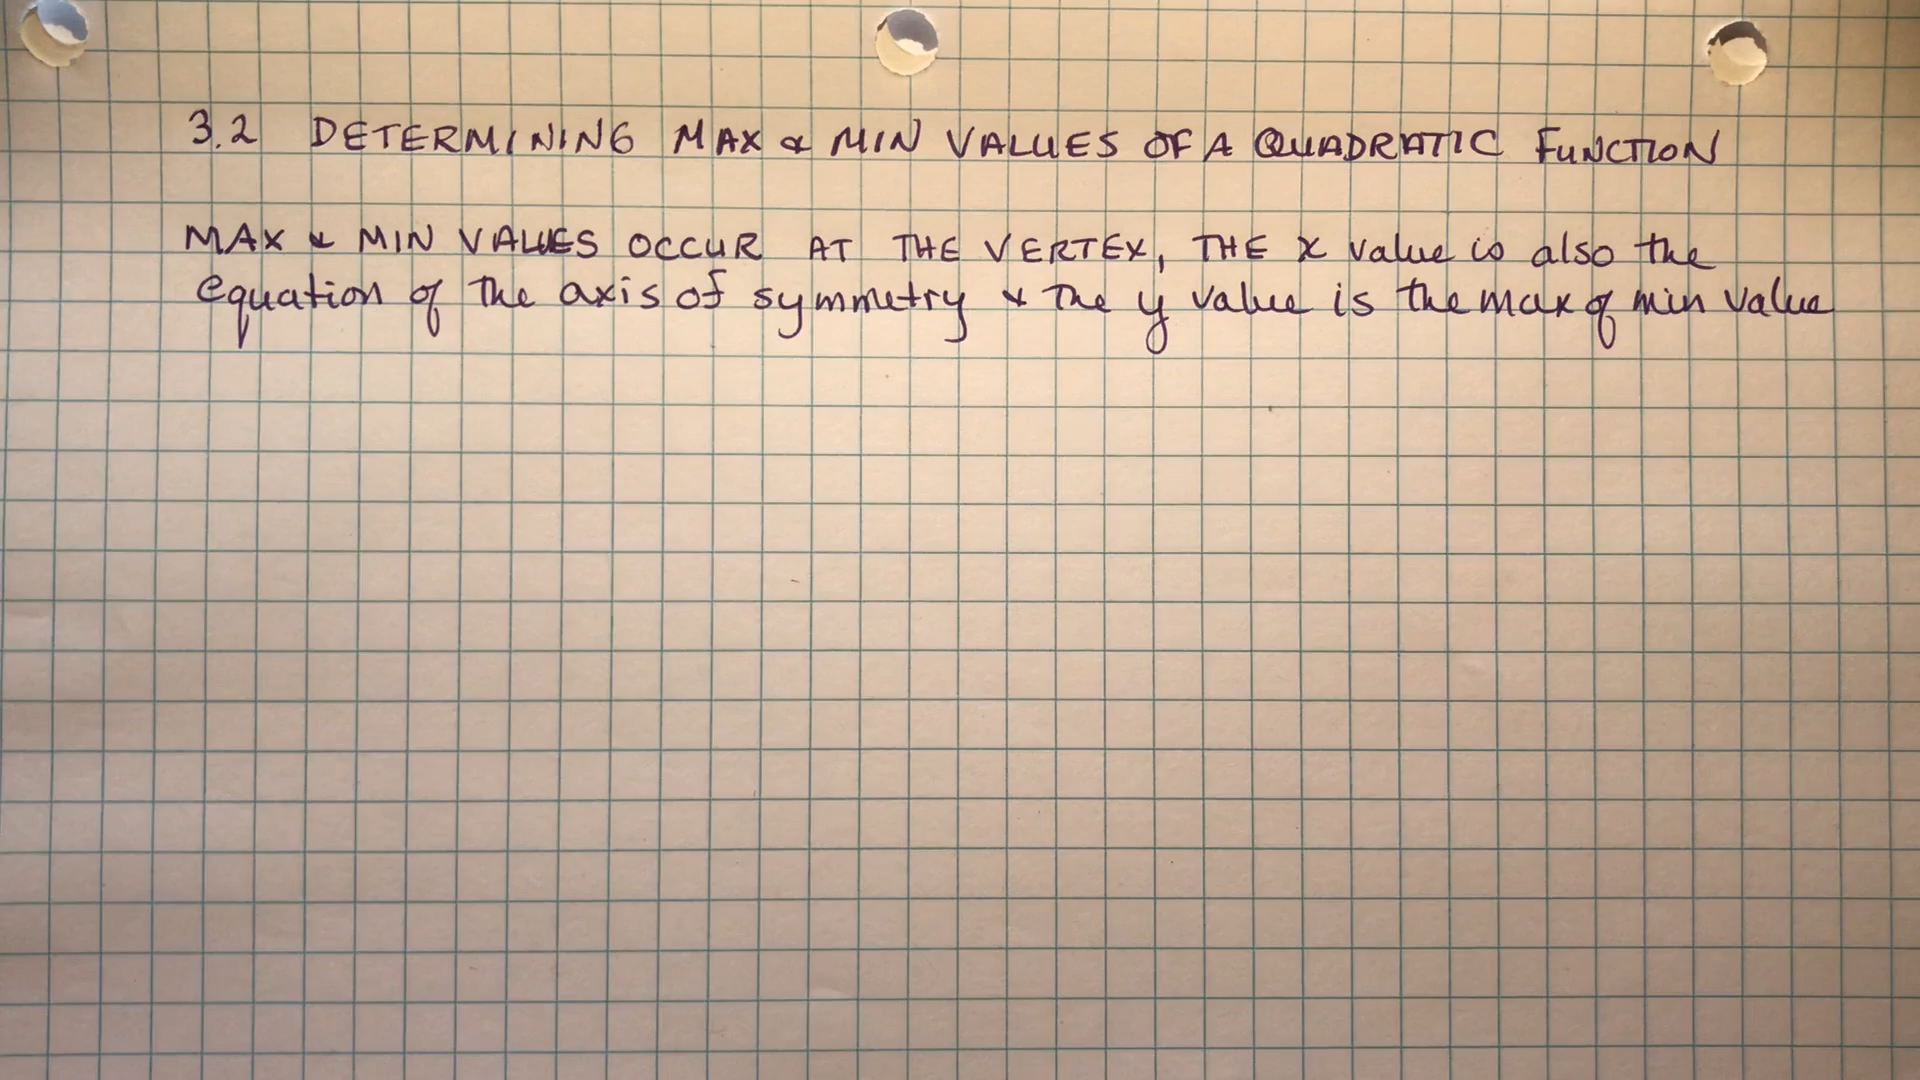 3.2 DETERMINING MAX & MIN VALUES OF A QUADRATIC FUNCTION
MAX & MIN VALUES OCCUR AT THE VERTEX, THE x value is also the
equation of the axis of symmetry & the y value is the max of min value